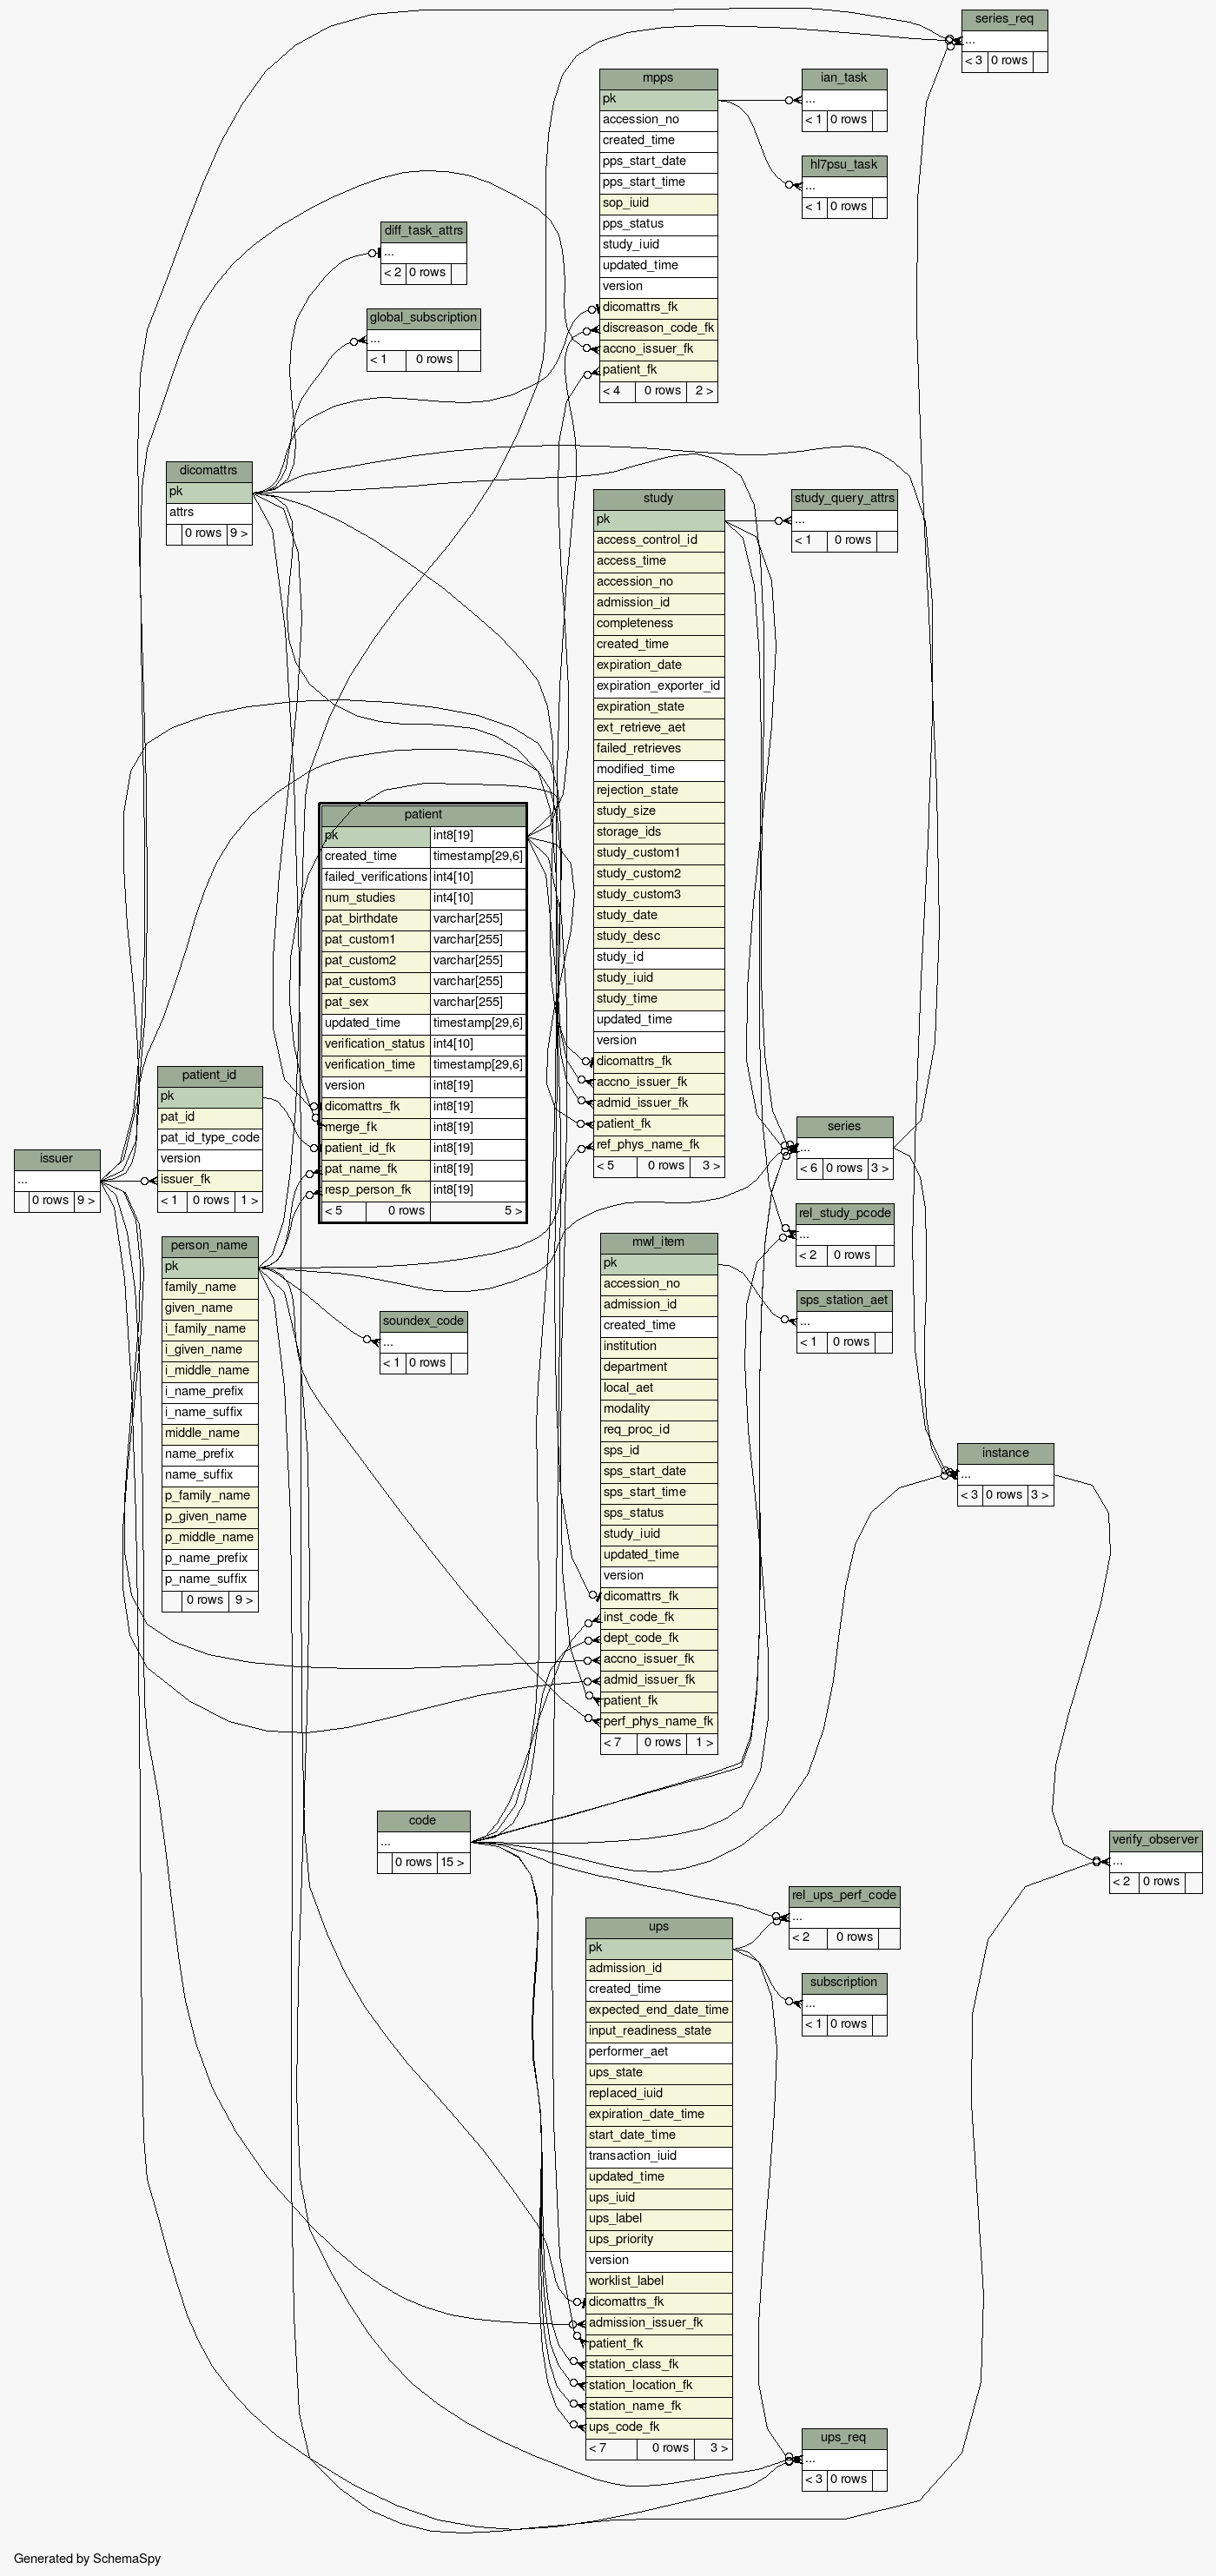 series_req
...
< 3 0 rows
mpps
pk
accession_no
created_time
pps_start_date
pps_start_time
sop_iuid
pps_status
study_iuid
updated_time
version
dicomattrs_fk
discreason_code_fk
accno_issuer_fk
patient_fk
< 4 0 rows 2 >
ian_task
...
< 1 0 rows
hl7psu_task
...
< 1 0 rows
diff_task_attrs
...
< 2 0 rows
global_subscription
...
< 1 0 rows
dicomattrs
pk
attrs
0 rows 9 >
study
pk
access_control_id
access_time
accession_no
admission_id
completeness
created_time
expiration_date
expiration_exporter_id
expiration_state
ext_retrieve_aet
failed_retrieves
modified_time
rejection_state
study_size
storage_ids
study_custom1
study_custom2
study_custom3
study_date
study_desc
study_id
study_iuid
study_time
updated_time
version
dicomattrs_fk
accno_issuer_fk
admid_issuer_fk
patient_fk
ref_phys_name_fk
< 5 0 rows 3 >
study_query_attrs
...
< 1 0 rows
patient
pk int8[19]
created_time timestamp[29,6]
failed_verifications int4[10]
num_studies int4[10]
pat_birthdate varchar[255]
pat_custom1 varchar[255]
pat_custom2 varchar[255]
pat_custom3 varchar[255]
pat_sex varchar[255]
updated_time timestamp[29,6]
verification_status int4[10]
verification_time timestamp[29,6]
version int8[19]
dicomattrs_fk int8[19]
merge_fk int8[19]
patient_id_fk int8[19]
pat_name_fk int8[19]
resp_person_fk int8[19]
< 5 0 rows 5 >
patient_id
pk
pat_id
pat_id_type_code
version
issuer_fk
< 1 0 rows 1 >
issuer
...
0 rows 9 >
series
...
< 6 0 rows 3 >
rel_study_pcode
...
< 2 0 rows
sps_station_aet
...
< 1 0 rows
person_name
pk
family_name
given_name
i_family_name
i_given_name
i_middle_name
i_name_prefix
i_name_suffix
middle_name
name_prefix
name_suffix
p_family_name
p_given_name
p_middle_name
p_name_prefix
p_name_suffix
0 rows 9 >
soundex_code
...
< 1 0 rows
mwl_item
pk
accession_no
admission_id
created_time
institution
department
local_aet
modality
req_proc_id
sps_id
sps_start_date
sps_start_time
sps_status
study_iuid
updated_time
version
dicomattrs_fk
inst_code_fk
dept_code_fk
accno_issuer_fk
admid_issuer_fk
patient_fk
perf_phys_name_fk
< 7 0 rows 1 >
instance
...
< 3 0 rows 3 >
code
...
0 rows 15 >
verify_observer
...
< 2 0 rows
rel_ups_perf_code
...
< 2 0 rows
subscription
...
< 1 0 rows
ups
pk
admission_id
created_time
expected_end_date_time
input_readiness_state
performer_aet
ups_state
replaced_iuid
expiration_date_time
start_date_time
transaction_iuid
updated_time
ups_iuid
ups_label
ups_priority
version
worklist_label
dicomattrs_fk
admission_issuer_fk
patient_fk
station_class_fk
station_location_fk
station_name_fk
ups_code_fk
< 7 0 rows 3 >
ups_req
...
< 3 0 rows
Generated by SchemaSpy